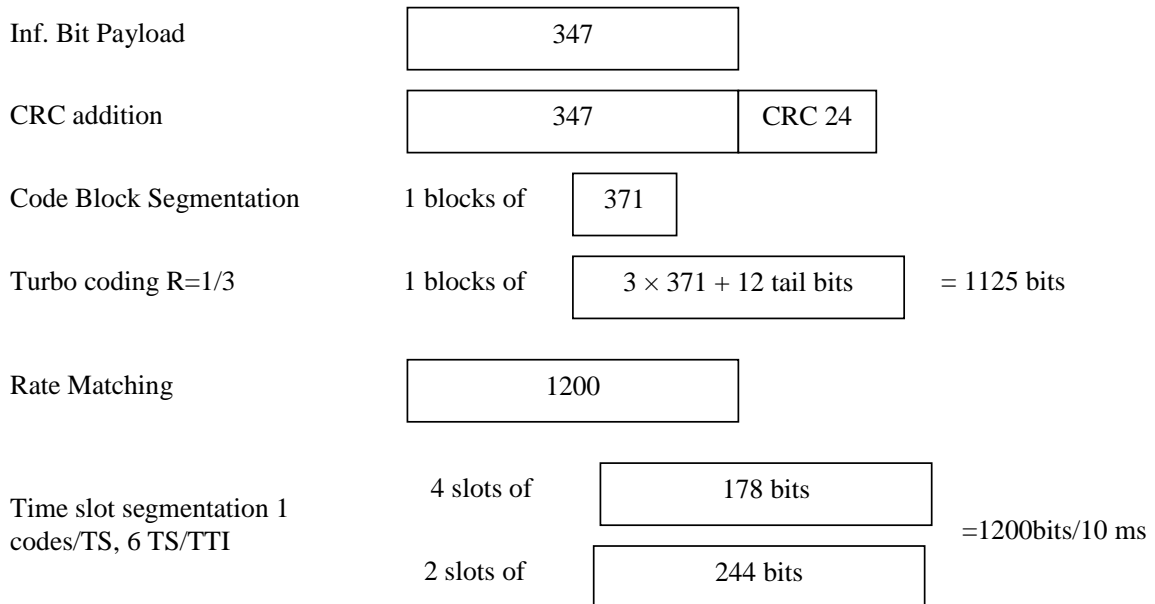 Inf. Bit Payload 347
CRC addition 347 CRC 24
Code Block Segmentation 1 blocks of 371
Turbo coding R=1/3 1 blocks of 3 × 371 + 12 tail bits = 1125 bits
Rate Matching 1200
4 slots of 178 bits
Time slot segmentation 1
codes/TS, 6 TS/TTI
=1200bits/10 ms
2 slots of 244 bits